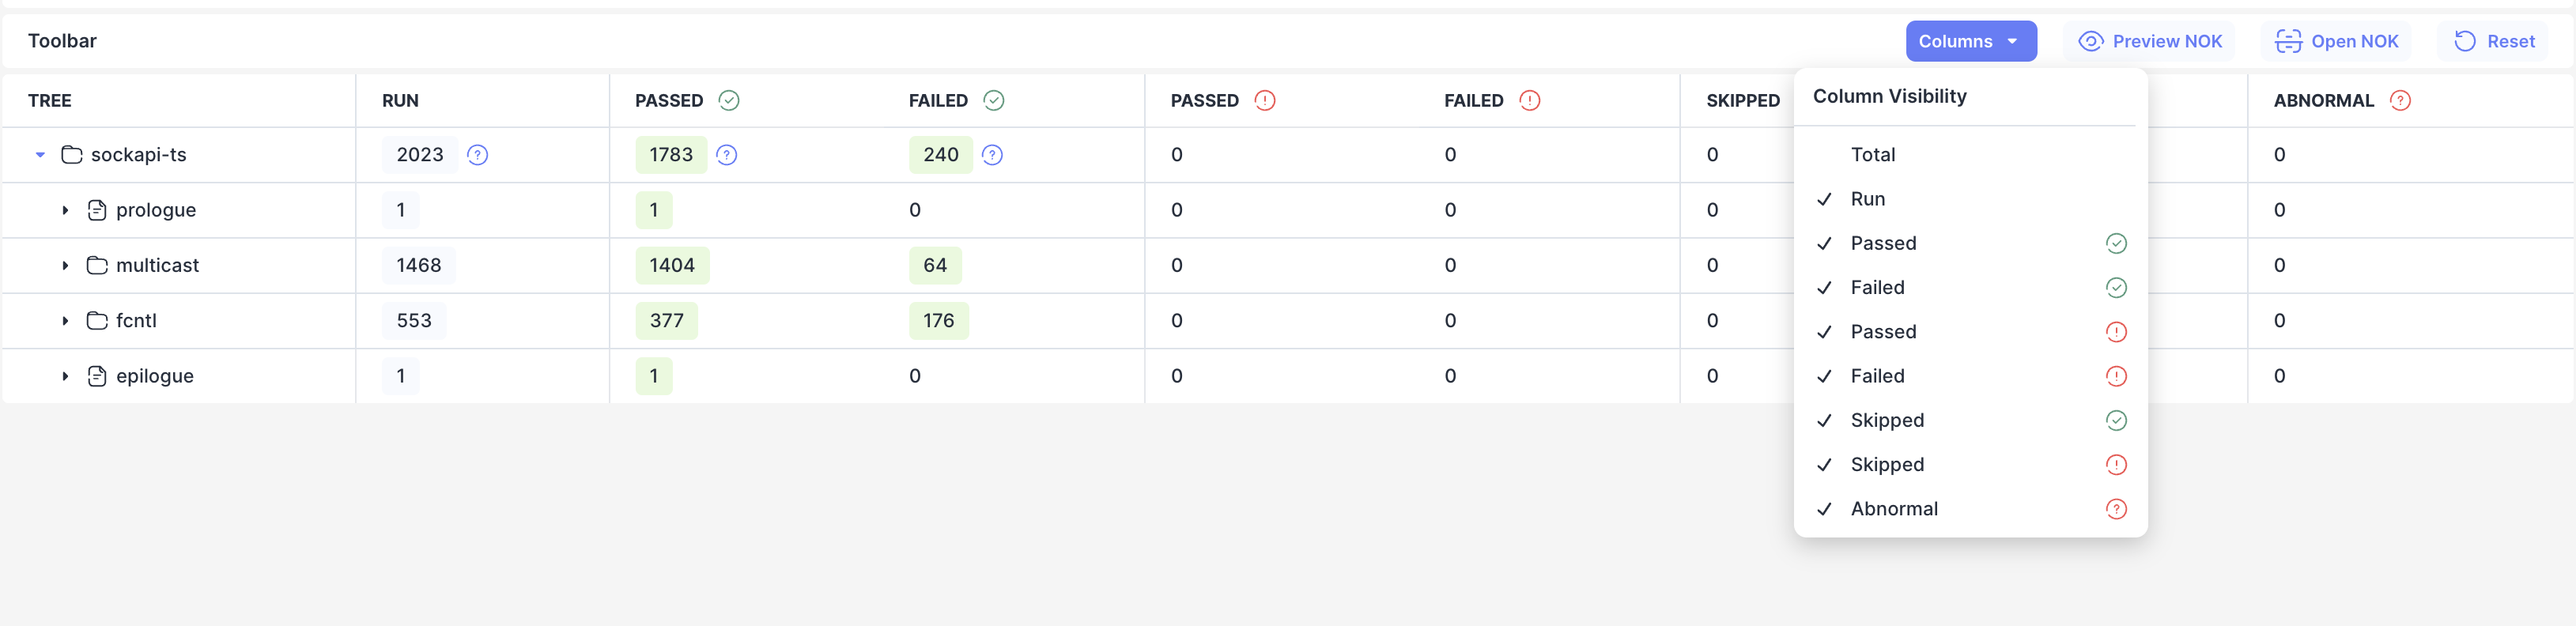 Toolbar
Columns Preview NOK Open NOK Reset
TREE RUN PASSED FAILED PASSED FAILED SKIPPED ABNORMAL
sockapi-ts 2023 1783 240 0 0 0 0
prologue 1 1 0 0 0 0 0
multicast 1468 1404 64 0 0 0 0
fcntl 553 377 176 0 0 0 0
epilogue 1 1 0 0 0 0 0
Column Visibility
Total
Run
Passed
Failed
Passed
Failed
Skipped
Skipped
Abnormal